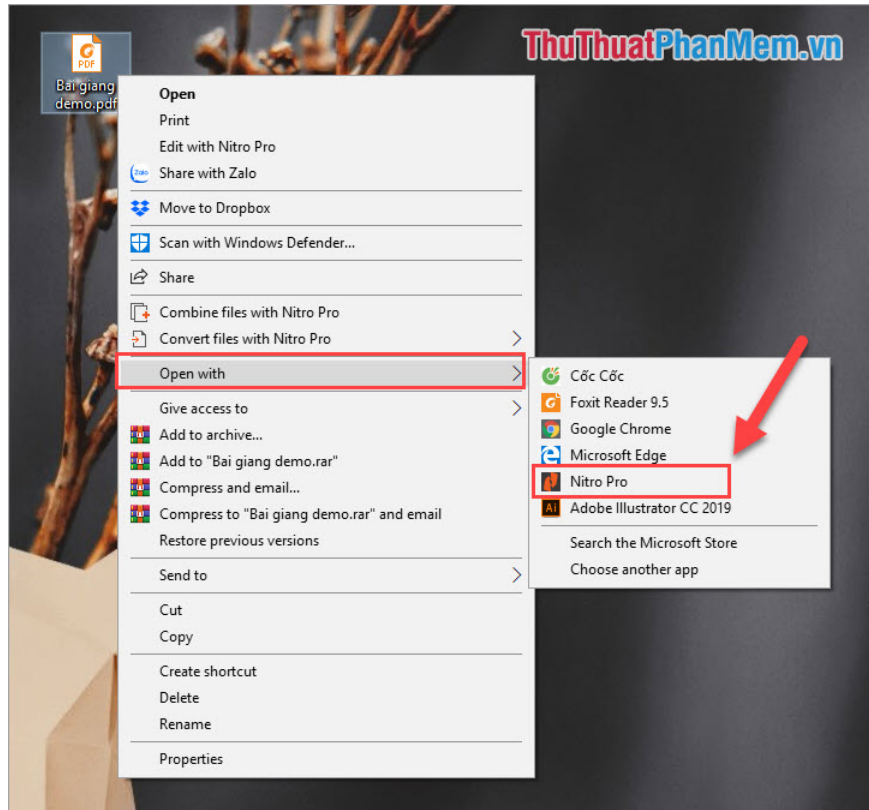 ThuThuatPhanMem.vn
G
PDF
Bai giang
demo.pdf
Open
Print
Edit with Nitro Pro
Zalo
Share with Zalo
Move to Dropbox
Scan with Windows Defender...
Share
Combine files with Nitro Pro
Convert files with Nitro Pro
Open with
Give access to
Add to archive...
Add to "Bai giang demo.rar"
Compress and email...
Compress to "Bai giang demo.rar" and email
Restore previous versions
Send to
Cut
Copy
Create shortcut
Delete
Rename
Properties
Cốc Cốc
Foxit Reader 9.5
Google Chrome
Microsoft Edge
Nitro Pro
Ai Adobe Illustrator CC 2019
Search the Microsoft Store
Choose another app